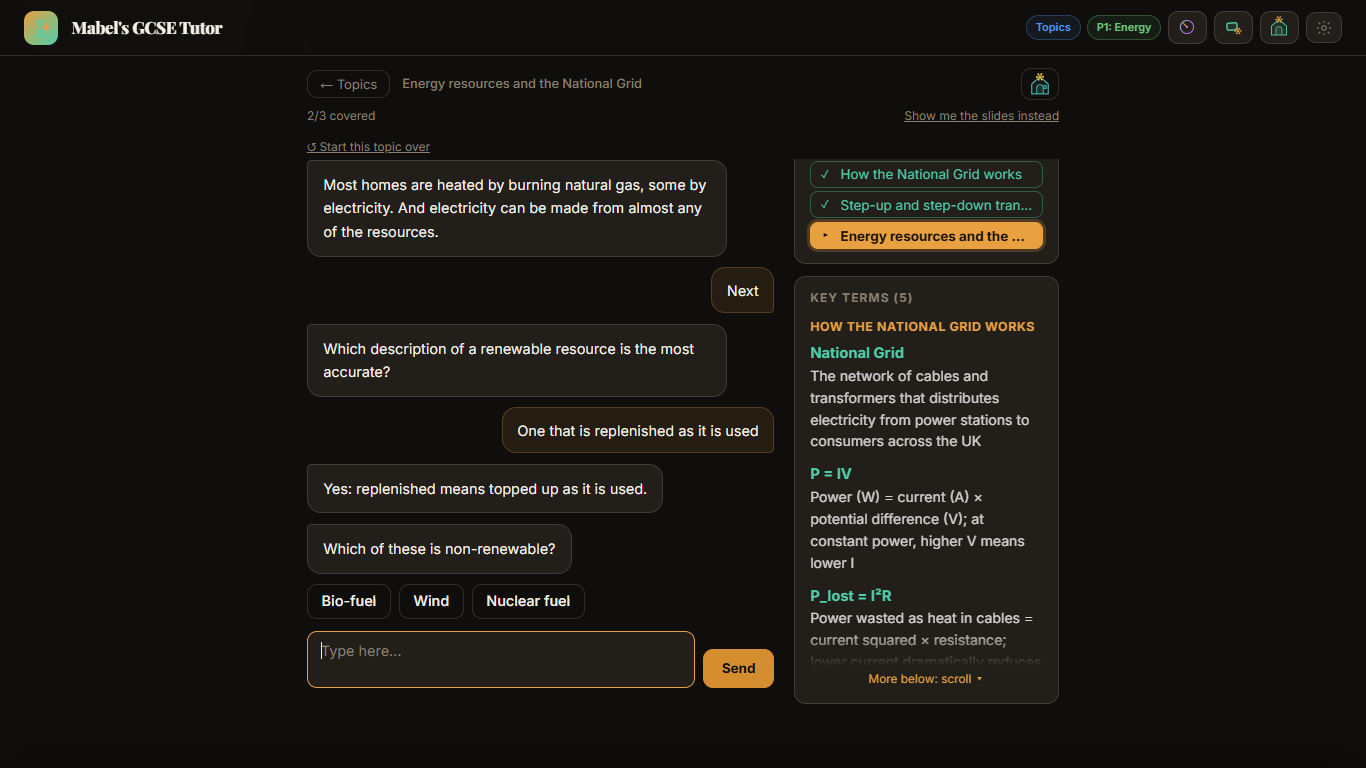 Mabel's GCSE Tutor
Topics
P1: Energy
← Topics
Energy resources and the National Grid
2/3 covered
Show me the slides instead
↺ Start this topic over
Most homes are heated by burning natural gas, some by
electricity. And electricity can be made from almost any
of the resources.
Next
Which description of a renewable resource is the most
accurate?
One that is replenished as it is used
Yes: replenished means topped up as it is used.
Which of these is non-renewable?
Bio-fuel
Wind
Nuclear fuel
Type here...
Send
✓ How the National Grid works
✓ Step-up and step-down tran...
‣ Energy resources and the ...
KEY TERMS (5)
HOW THE NATIONAL GRID WORKS
National Grid
The network of cables and
transformers that distributes
electricity from power stations to
consumers across the UK
P = IV
Power (W) = current (A) ×
potential difference (V); at
constant power, higher V means
lower I
P_lost = I²R
Power wasted as heat in cables =
current squared × resistance;
lower current dramatically reduces
More below: scroll ▾